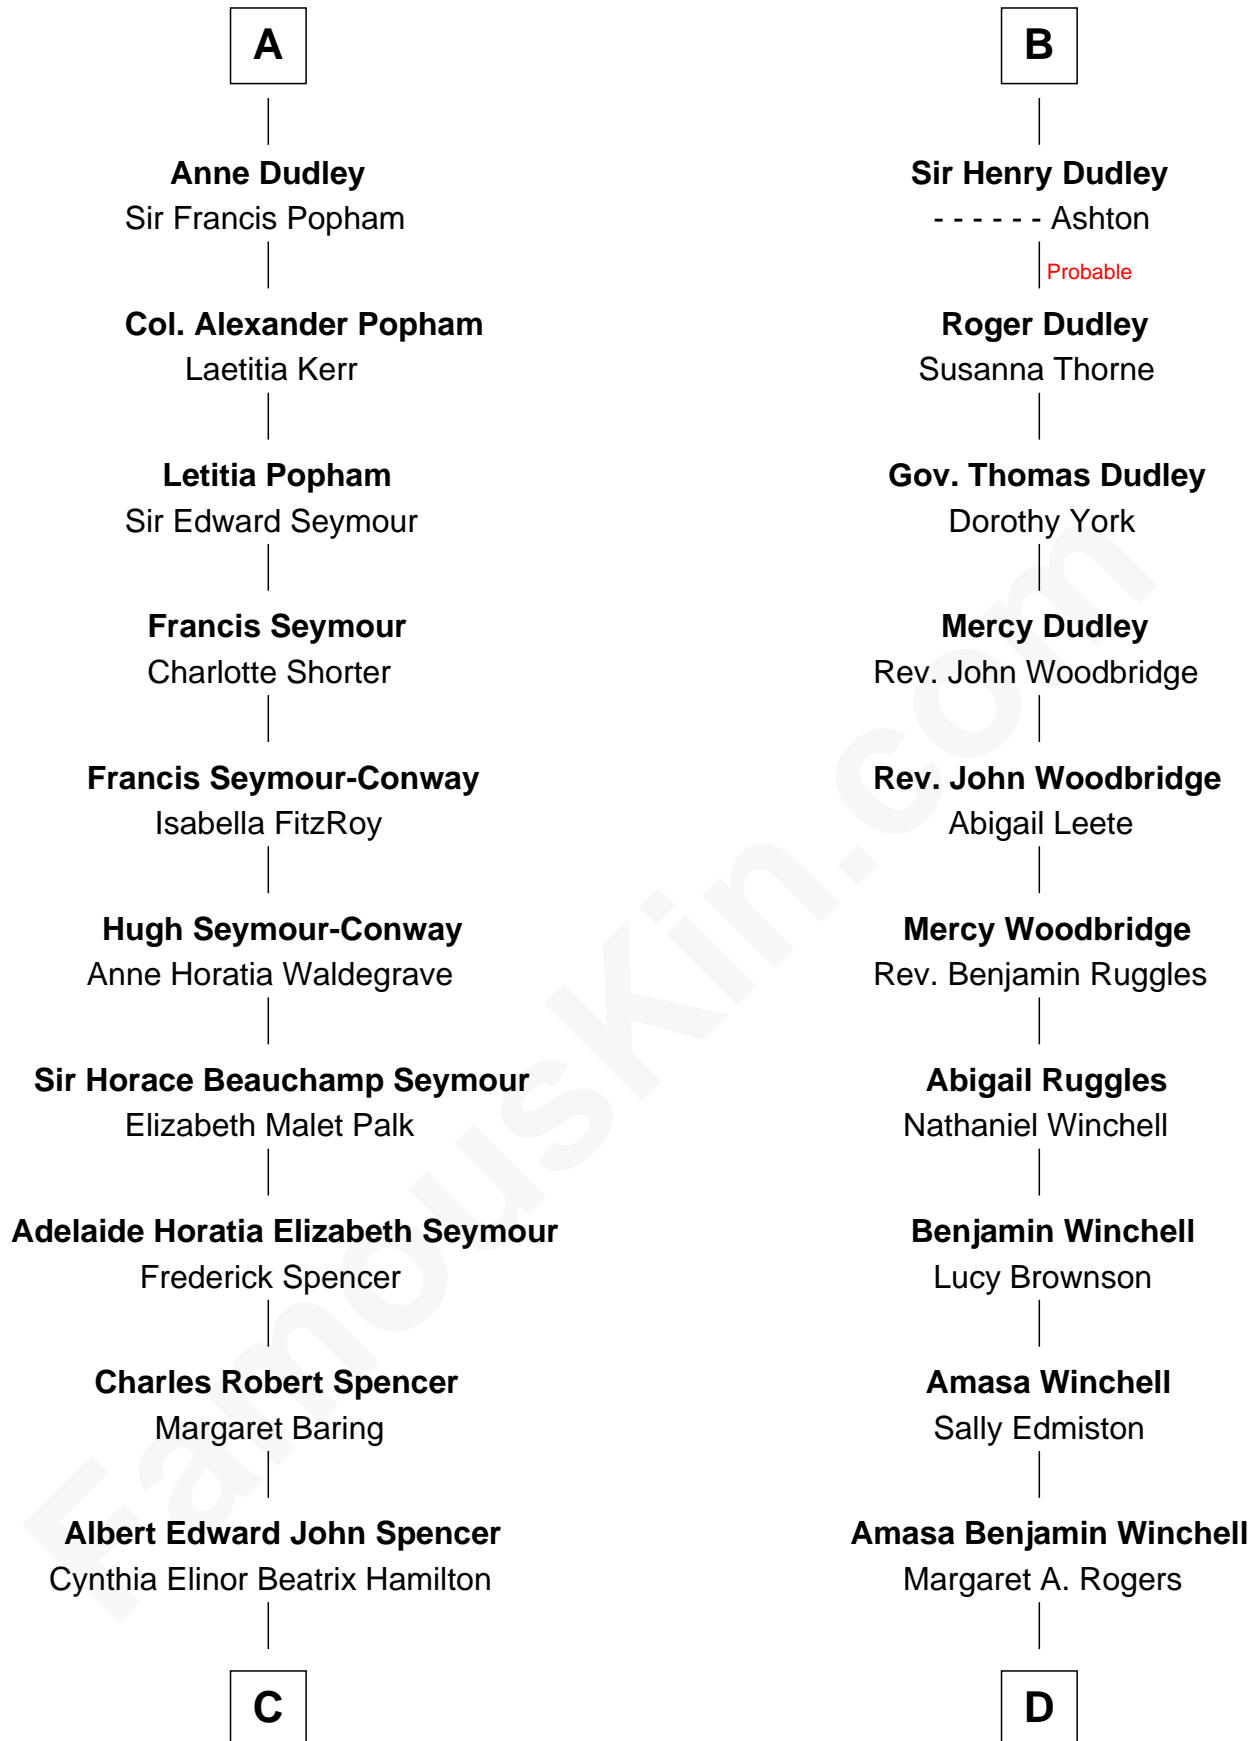 A
Anne Dudley
Sir Francis Popham
Col. Alexander Popham
Laetitia Kerr
Letitia Popham
Sir Edward Seymour
Francis Seymour
Charlotte Shorter
Francis Seymour-Conway
Isabella FitzRoy
Hugh Seymour-Conway
Anne Horatia Waldegrave
Sir Horace Beauchamp Seymour
Elizabeth Malet Palk
Adelaide Horatia Elizabeth Seymour
Frederick Spencer
Charles Robert Spencer
Margaret Baring
Albert Edward John Spencer
Cynthia Elinor Beatrix Hamilton
C
B
Sir Henry Dudley
- - - - - - Ashton
Probable
Roger Dudley
Susanna Thorne
Gov. Thomas Dudley
Dorothy York
Mercy Dudley
Rev. John Woodbridge
Rev. John Woodbridge
Abigail Leete
Mercy Woodbridge
Rev. Benjamin Ruggles
Abigail Ruggles
Nathaniel Winchell
Benjamin Winchell
Lucy Brownson
Amasa Winchell
Sally Edmiston
Amasa Benjamin Winchell
Margaret A. Rogers
D
FamousKin.com